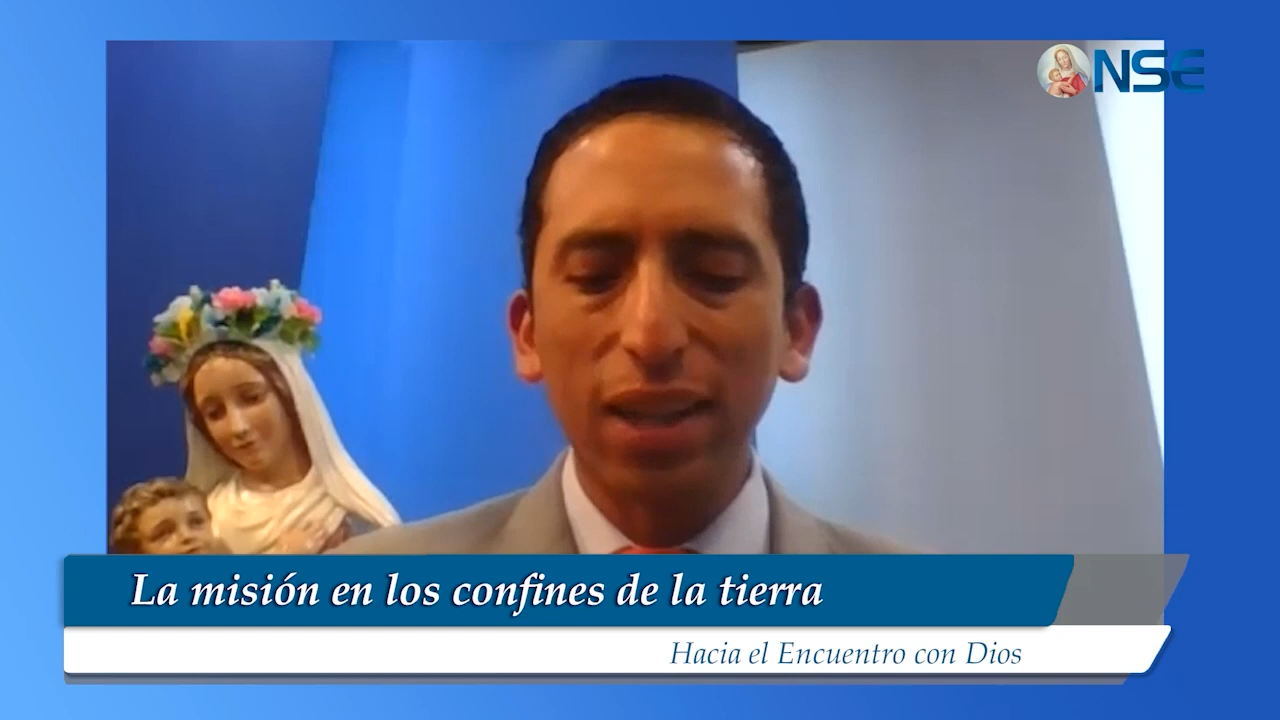 NSE
La misión en los confines de la tierra
Hacia el Encuentro con Dios